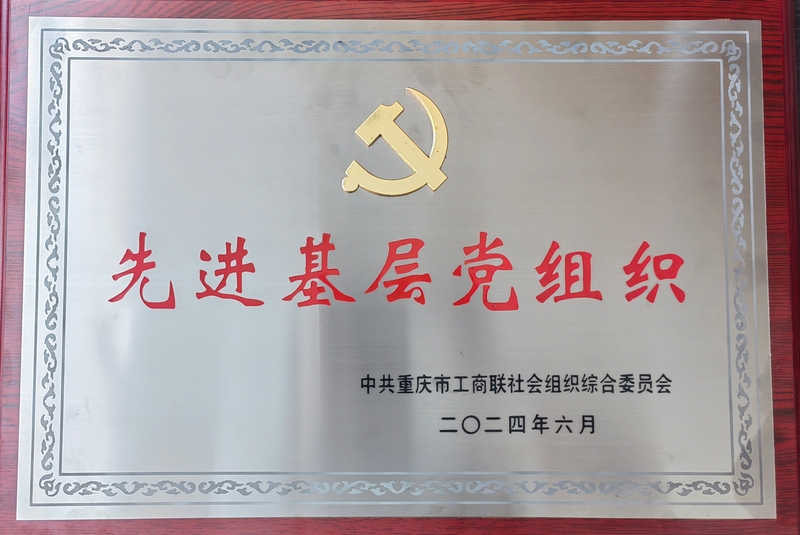 先进基层党组织
中共重庆市工商联社会组织综合委员会
二〇二四年六月